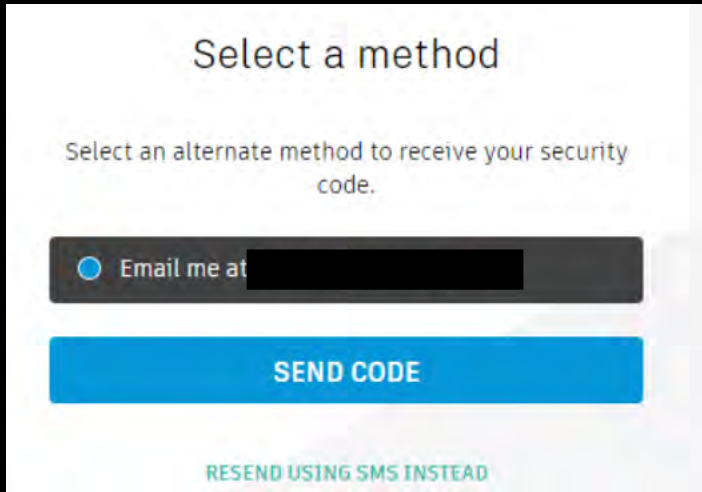 Select a method
Select an alternate method to receive your security
code.
Email me at
SEND CODE
RESEND USING SMS INSTEAD